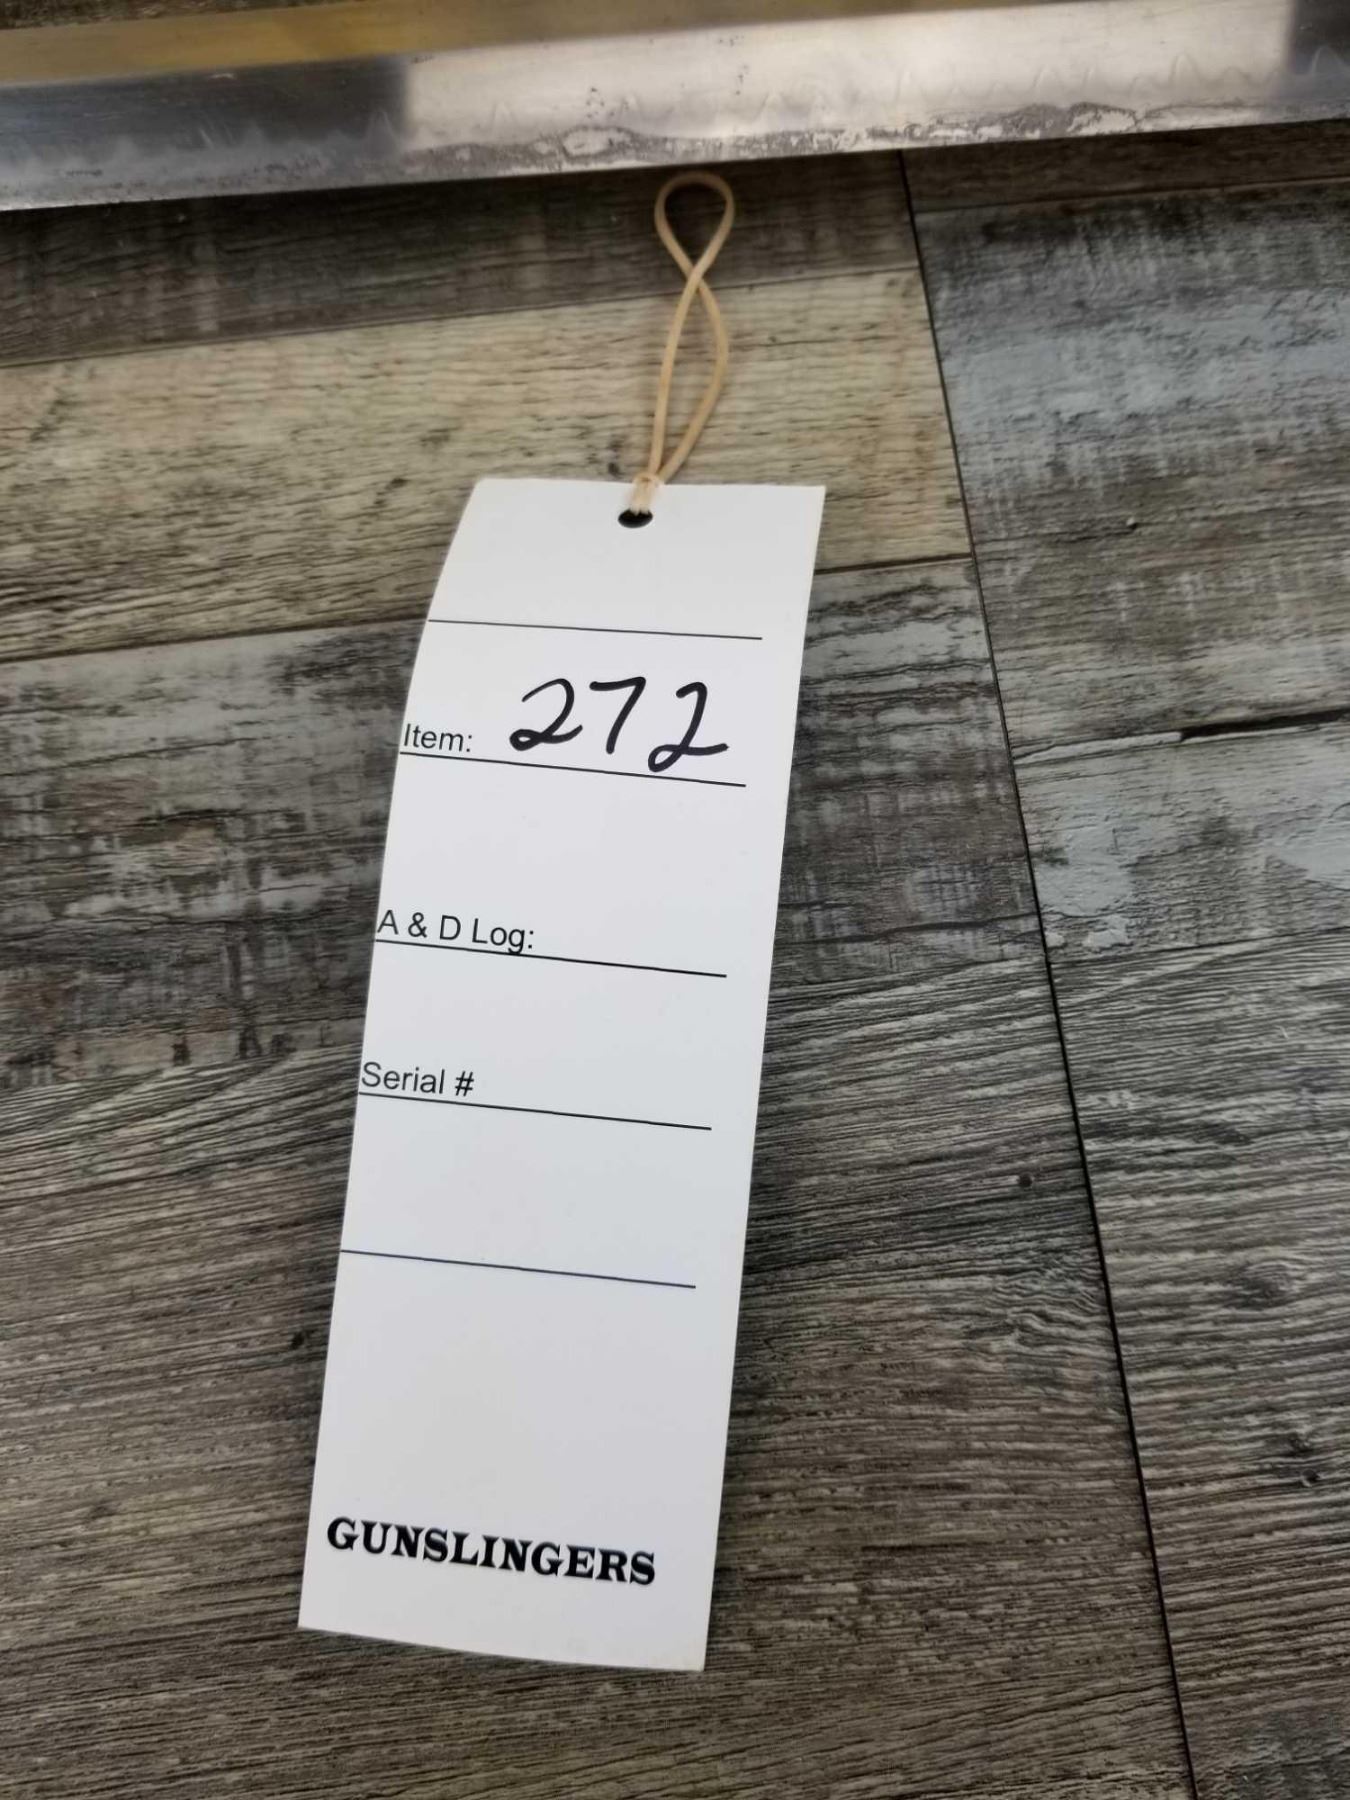 Item: 272
A & D Log:
Serial #
GUNSLINGERS